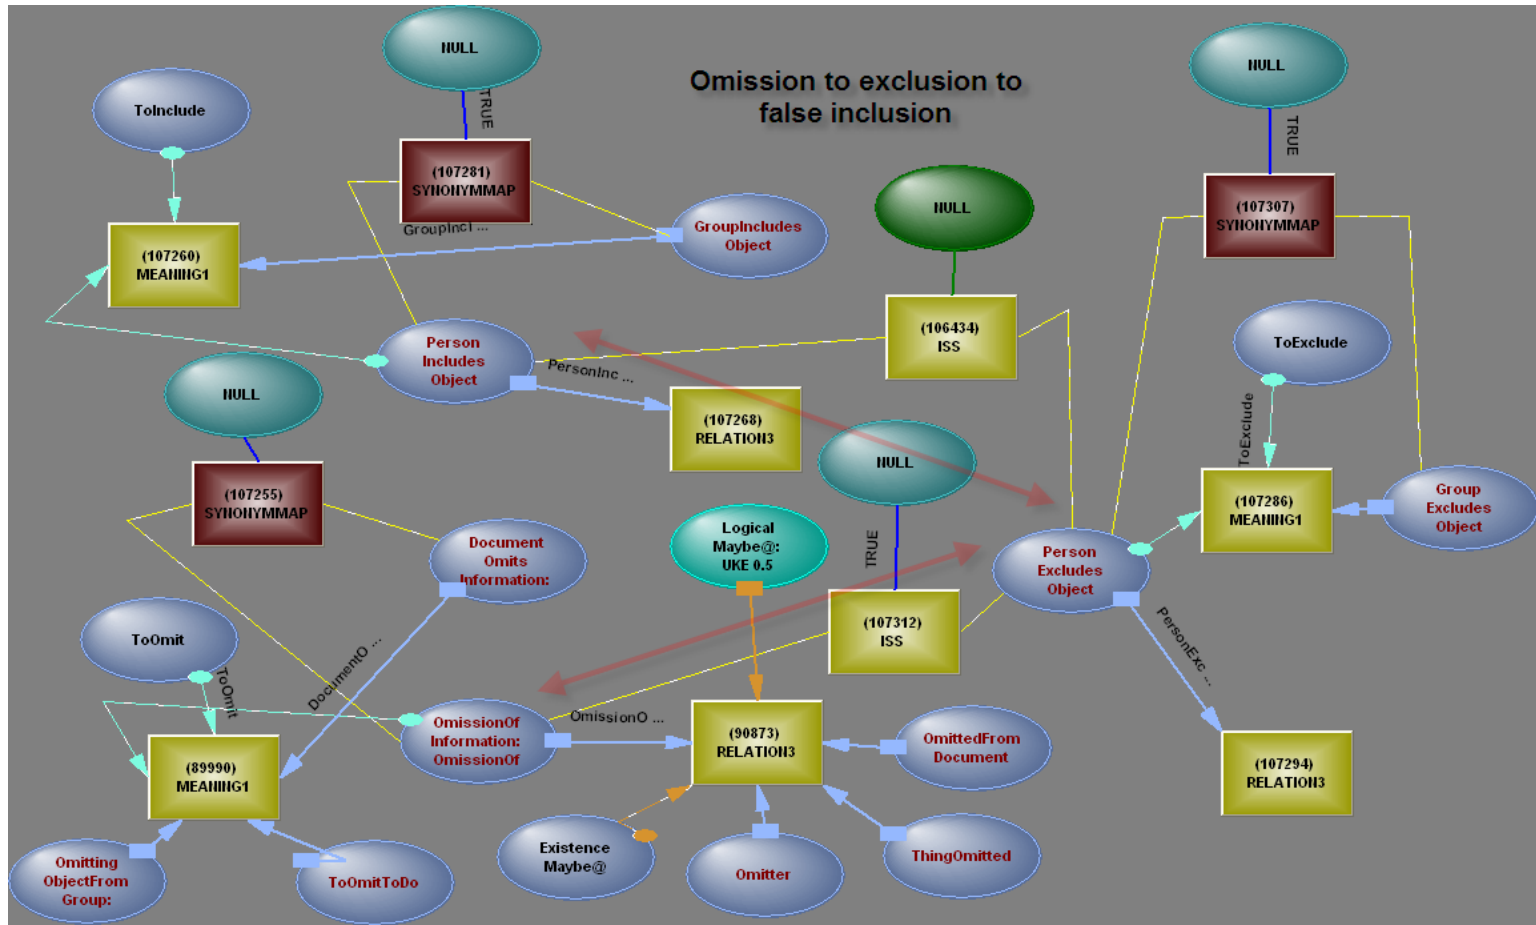 NULL
NULL
Omission to exclusion to
false inclusion
ToInclude
TRUE
TRUE
(107281)
SYNONYMMAP
NULL
(107307)
SYNONYMMAP
GroupIncl ...
GroupIncludes
Object
(107260)
MEANING1
(106434)
ISS
Person
Includes
Object
ToExclude
PersonInc ...
NULL
(107268)
RELATION3
ToExclude
NULL
(107255)
SYNONYMMAP
(107286)
MEANING1
Group
Excludes
Object
Logical
Maybe@:
UKE 0.5
Document
Omits
Information:
TRUE
Person
Excludes
Object
(107312)
ISS
ToOmit
ToOmit
DocumentO ...
PersonExc ...
OmissionOf
Information:
OmissionOf
OmissionO ...
(90873)
RELATION3
OmittedFrom
Document
(89990)
MEANING1
(107294)
RELATION3
Existence
Maybe@
Omitter
ThingOmitted
Omitting
ObjectFrom
Group:
ToOmitToDo